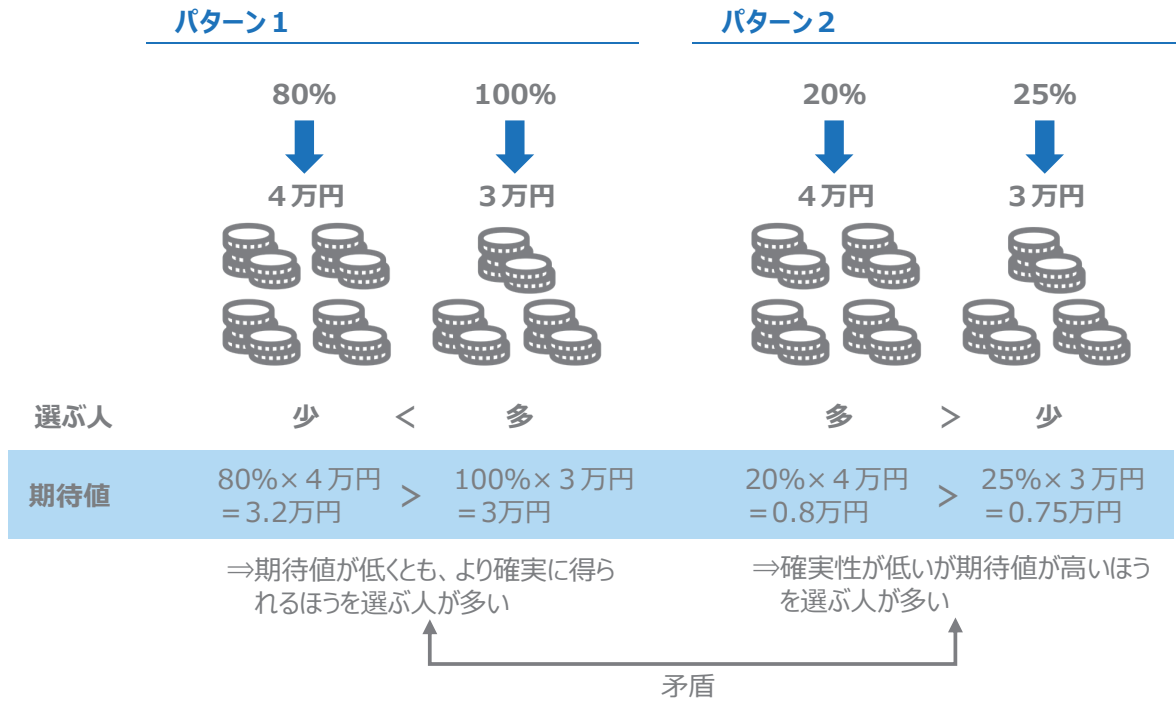 パターン１
パターン２
80%
100%
20%
25%
４万円
３万円
４万円
３万円
選ぶ人
少
＜
多
多
＞
少
期待値
80%×４万円
＝3.2万円
＞
100%×３万円
＝3万円
20%×４万円
＝0.8万円
＞
25%×３万円
＝0.75万円
⇒期待値が低くとも、より確実に得ら
れるほうを選ぶ人が多い
⇒確実性が低いが期待値が高いほう
を選ぶ人が多い
矛盾